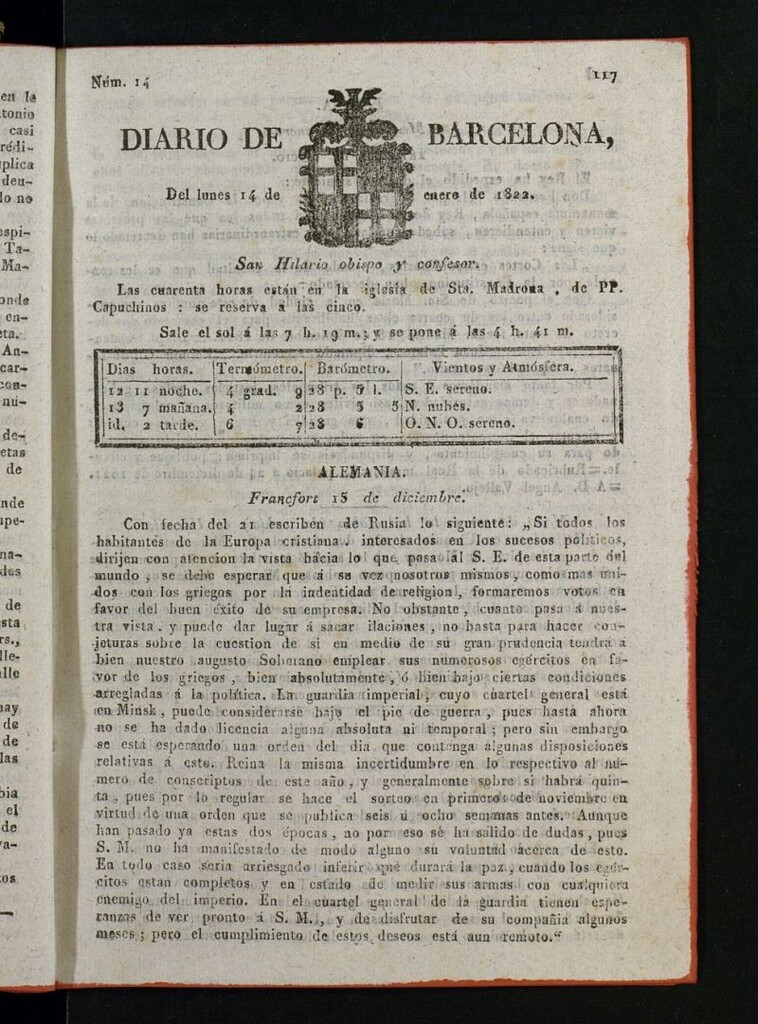 Núm. 14
117
DIARIO DE BARCELONA,
Del lunes 14 de enero de 1822.
San Hilario obispo y confesor.
Las cuarenta horas están en la iglesia de Sta. Madrona, de PP.
Capuchinos : se reserva á las cinco.
Sale el sol á las 7 h. 19 m.; y se pone á las 4 h. 41 m.
Dias horas. Termómetro. Barómetro. Vientos y Atmósfera.
12 11 noche. 4 grad. 9 28 p. 5 l. S. E. sereno.
13 7 mañana. 4 2 28 5 5 N. nubes.
id. 2 tarde. 6 7 28 6 O. N. O. sereno.
ALEMANIA.
Francfort 15 de diciembre.
Con fecha del 21 escriben de Rusia lo siguiente: „Si todos los
habitantes de la Europa cristiana, interesados en los sucesos políticos,
dirijen con atencion la vista hácia lo que pasa al S. E. de esta parte del
mundo, se debe esperar que á su vez nosotros mismos, como mas uni-
dos con los griegos por la indentidad de religion, formaremos votos en
favor del buen éxito de su empresa. No obstante, cuanto pasa á nues-
tra vista, y puede dar lugar á sacar ilaciones, no basta para hacer con-
jeturas sobre la cuestion de si en medio de su gran prudencia tendrá á
bien nuestro augusto Soberano emplear sus numerosos egércitos en fa-
vor de los griegos, bien absolutamente, ó bien bajo ciertas condiciones
arregladas á la política. La guardia imperial, cuyo cuartel general está
en Minsk, puede considerarse bajo el pie de guerra, pues hasta ahora
no se ha dado licencia alguna absoluta ni temporal; pero sin embargo
se está esperando una orden del dia que contenga algunas disposiciones
relativas á esto. Reina la misma incertidumbre en lo respectivo al nú-
mero de conscriptos de este año, y generalmente sobre si habrá quin-
ta, pues por lo regular se hace el sorteo en primeros de noviembre en
virtud de una orden que se publica seis ú ocho semanas antes. Aunque
han pasado ya estas dos épocas, no por eso se ha salido de dudas, pues
S. M. no ha manifestado de modo alguno su voluntad ácerca de esto.
En todo caso seria arriesgado inferir que durará la paz, cuando los egér-
citos estan completos y en estado de medir sus armas con cualquiera
enemigo del imperio. En el cuartel general de la guardia tienen espe-
ranzas de ver pronto á S. M., y de disfrutar de su compañia algunos
meses; pero el cumplimiento de estos deseos está aun remoto."